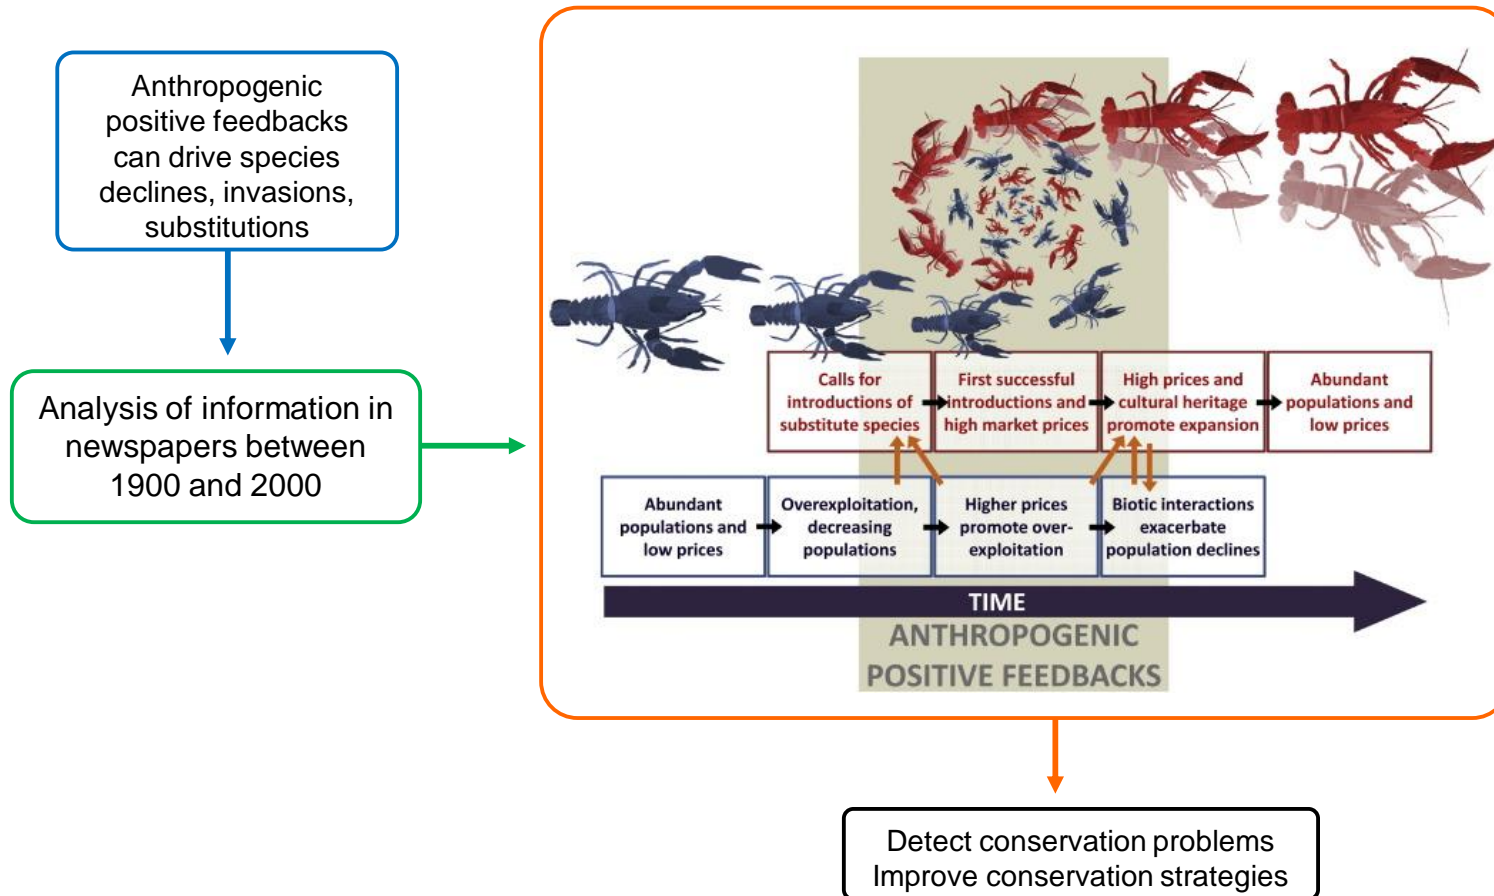 Anthropogenic
positive feedbacks
can drive species
declines, invasions,
substitutions
Analysis of information in
newspapers between
1900 and 2000
Calls for
introductions of
substitute species
First successful
introductions and
high market prices
High prices and
cultural heritage
promote expansion
Abundant
populations and
low prices
Abundant
populations and
low prices
Overexploitation,
decreasing
populations
Higher prices
promote over-
exploitation
Biotic interactions
exacerbate
population declines
TIME
ANTHROPOGENIC
POSITIVE FEEDBACKS
Detect conservation problems
Improve conservation strategies